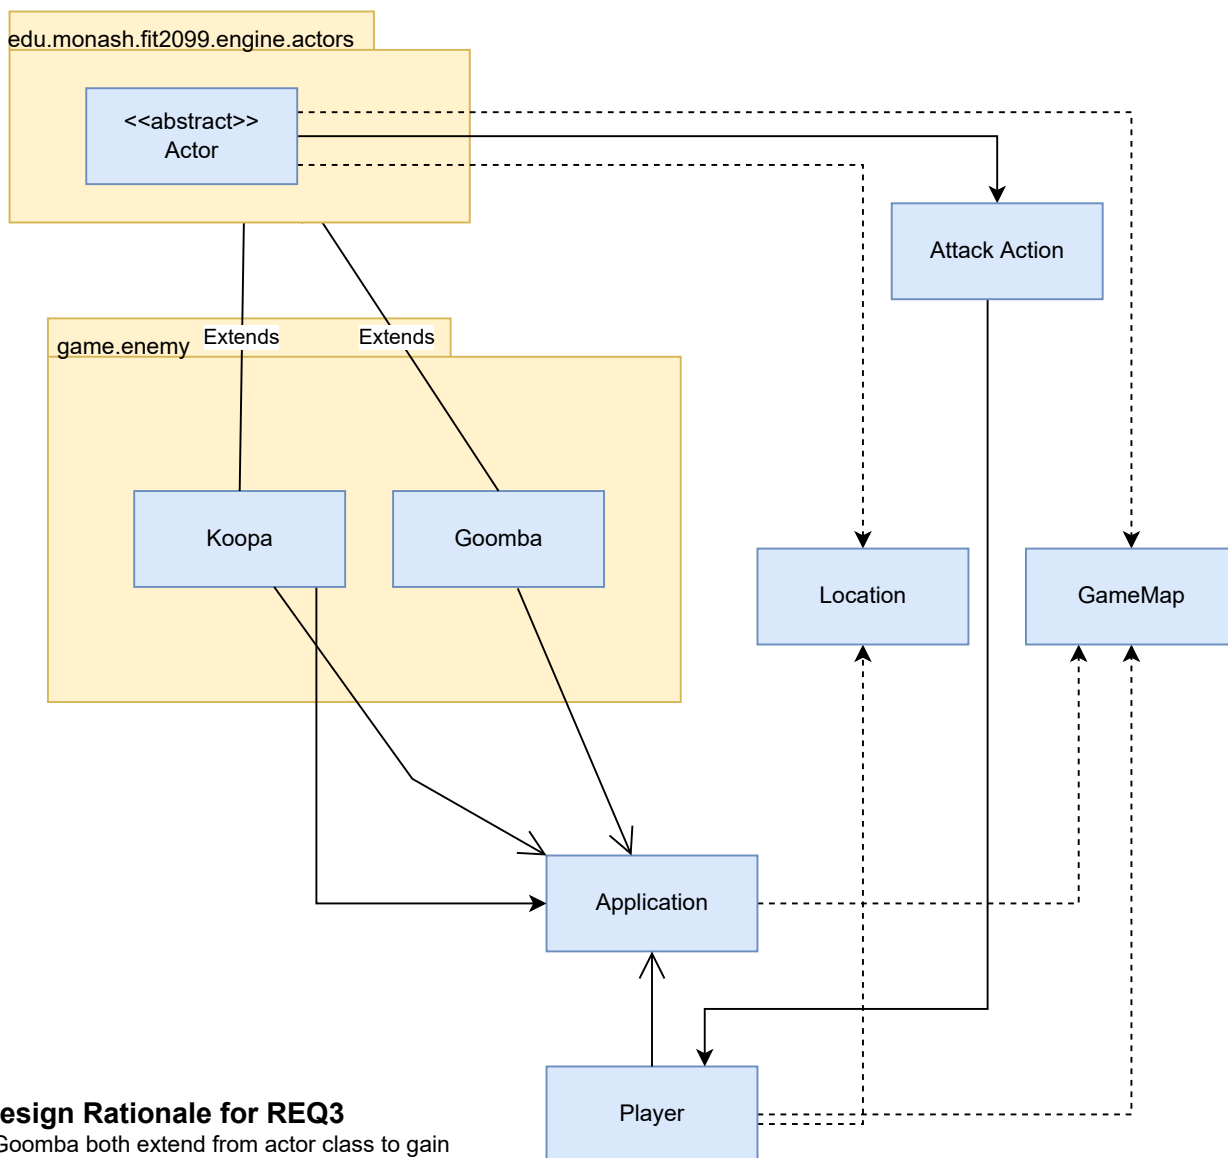 edu.monash.fit2099.engine.actors
<<abstract>>
Actor
Attack Action
Extends
Extends
game.enemy
Koopa
Goomba
Location
GameMap
Application
Player
esign Rationale for REQ3
Goomba both extend from actor class to gain